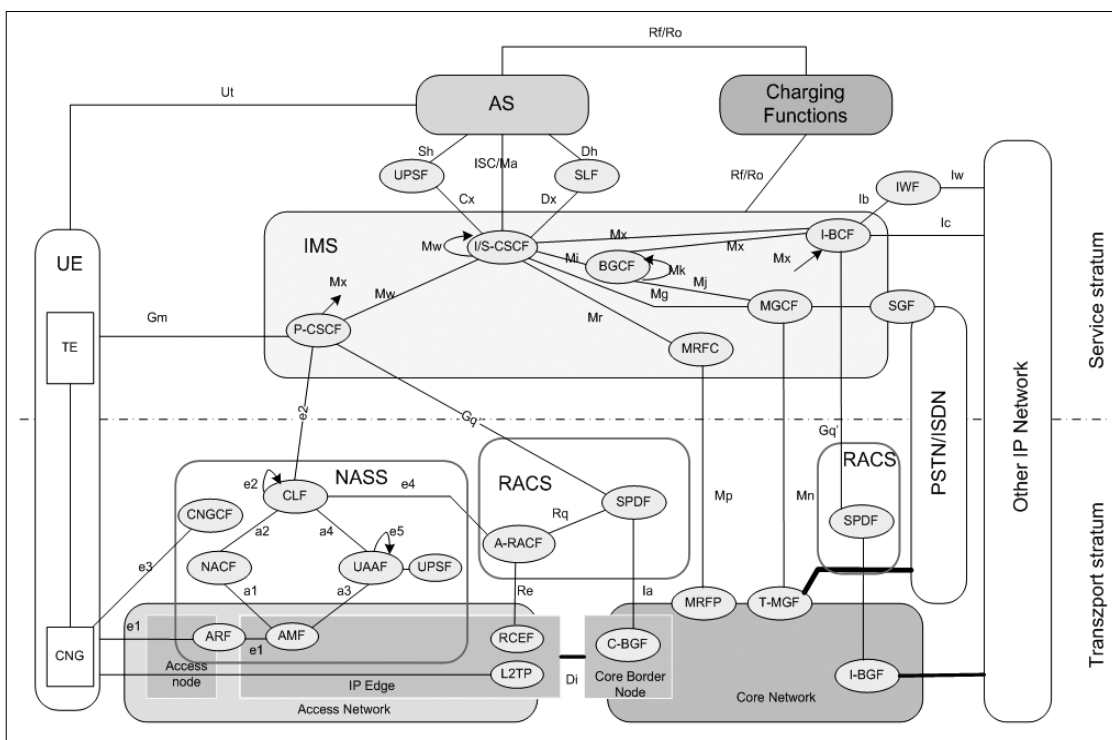 Rf/Ro
Ut
AS
Charging
Functions
Sh
ISC/Ma
Dh
UPSF
SLF
Rf/Ro
IWF
Iw
Cx
Dx
Ib
Ic
UE
IMS
Mw
I/S-CSCF
Mx
I-BCF
Mi
BGCF
Mx
Mk
Mx
Mx
Mw
Mj
Mg
Gm
P-CSCF
Mr
MGCF
SGF
TE
MRFC
Service stratum
e2
Gq
Gq'
NASS
RACS
RACS
PSTN/ISDN
Other IP Network
e2
CLF
e4
SPDF
Mp
Mn
CNGCF
a2
a4
Rq
SPDF
e5
A-RACF
e3
NACF
UAAF
UPSF
a1
a3
Re
Ia
MRFP
T-MGF
e1
ARF
AMF
e1
RCEF
C-BGF
CNG
Access
node
L2TP
Di
Core Border
Node
I-BGF
IP Edge
Access Network
Core Network
Transzport stratum